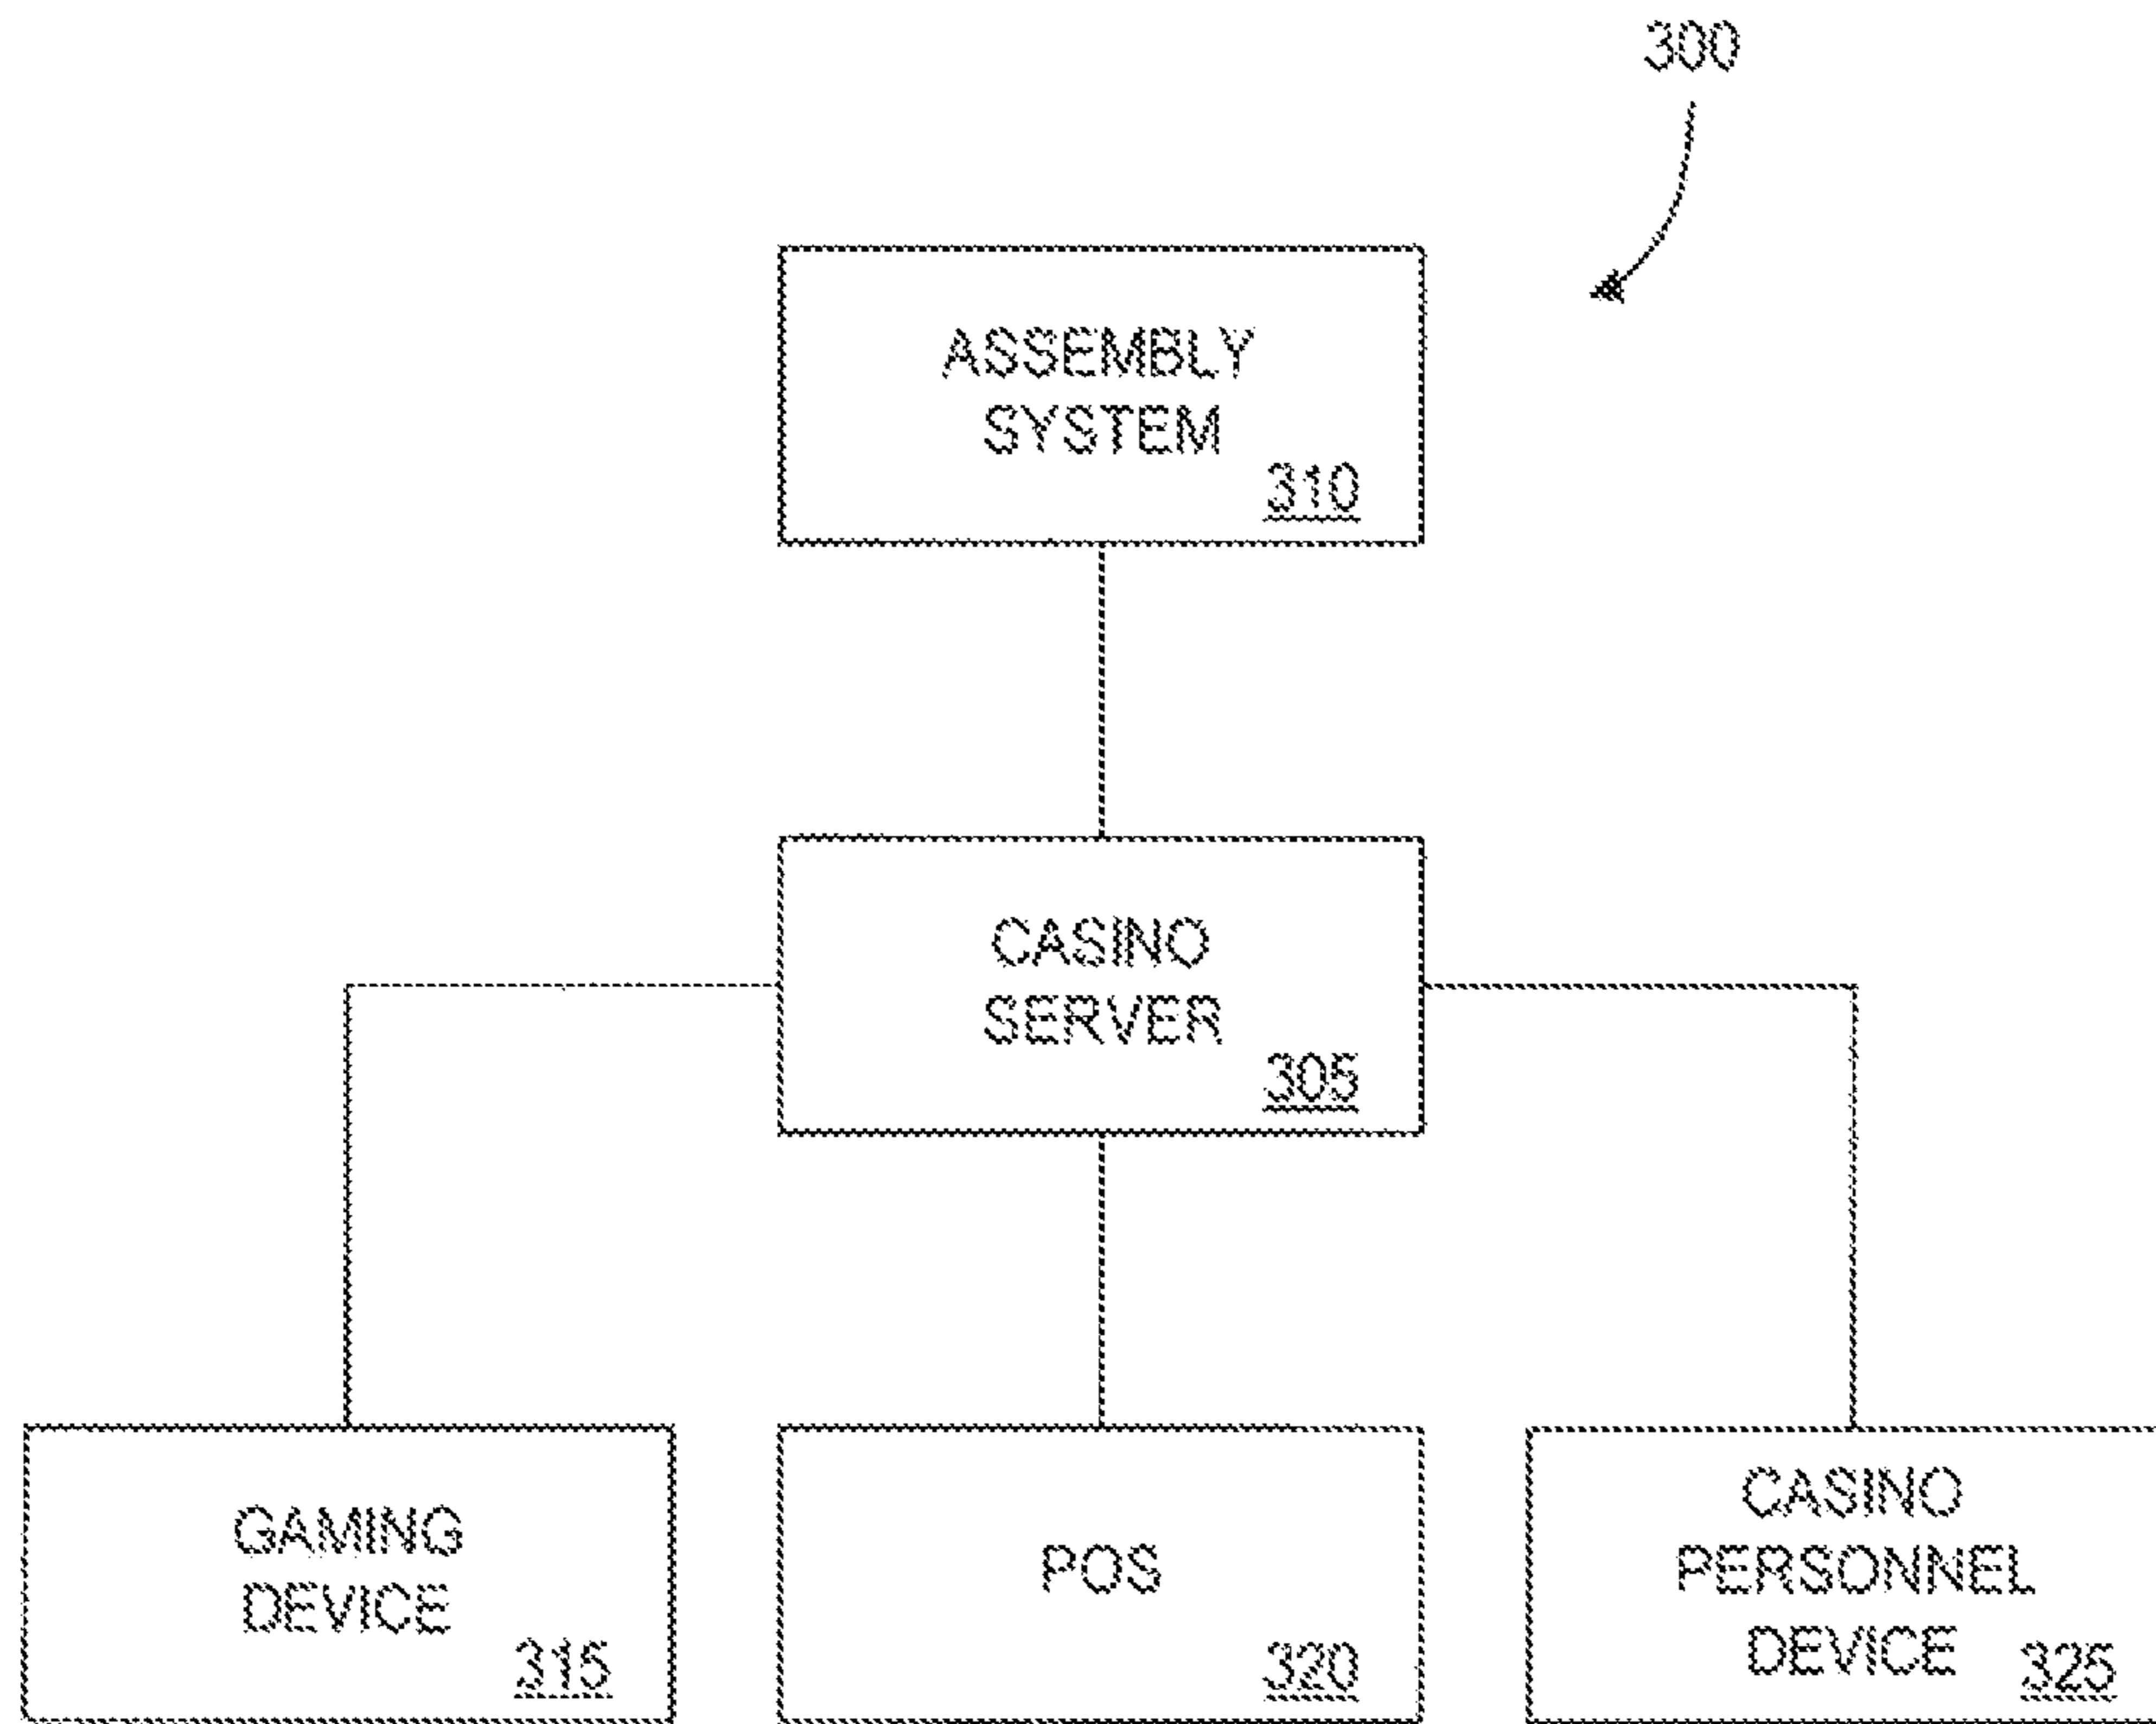 300
ASSEMBLY
SYSTEM
310
CASINO
SERVER
305
GAMING
DEVICE
315
POS
320
CASINO
PERSONNEL
DEVICE
325